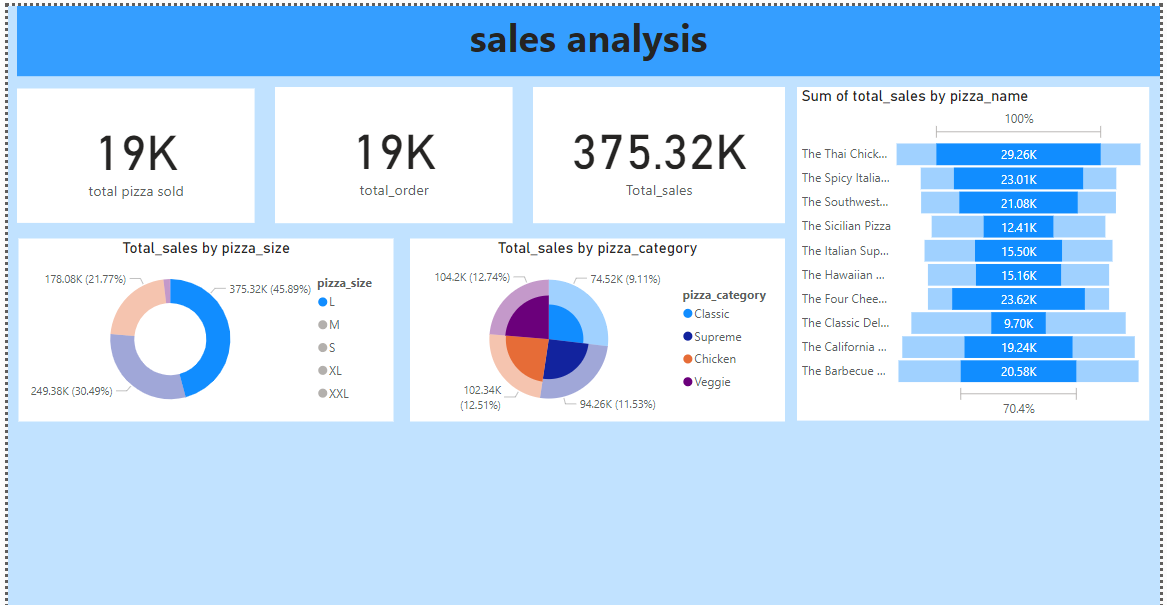 sales analysis
19K
total pizza sold
19K
total_order
375.32K
Total_sales
Sum of total_sales by pizza_name
100%
The Thai Chick... 29.26K
The Spicy Italia... 23.01K
The Southwest... 21.08K
The Sicilian Pizza 12.41K
The Italian Sup... 15.50K
The Hawaiian ... 15.16K
The Four Chee... 23.62K
The Classic Del... 9.70K
The California ... 19.24K
The Barbecue ... 20.58K
70.4%
Total_sales by pizza_size
178.08K (21.77%)
375.32K (45.89%)
249.38K (30.49%)
pizza_size
L
M
S
XL
XXL
Total_sales by pizza_category
104.2K (12.74%)
74.52K (9.11%)
102.34K
(12.51%)
94.26K (11.53%)
pizza_category
Classic
Supreme
Chicken
Veggie